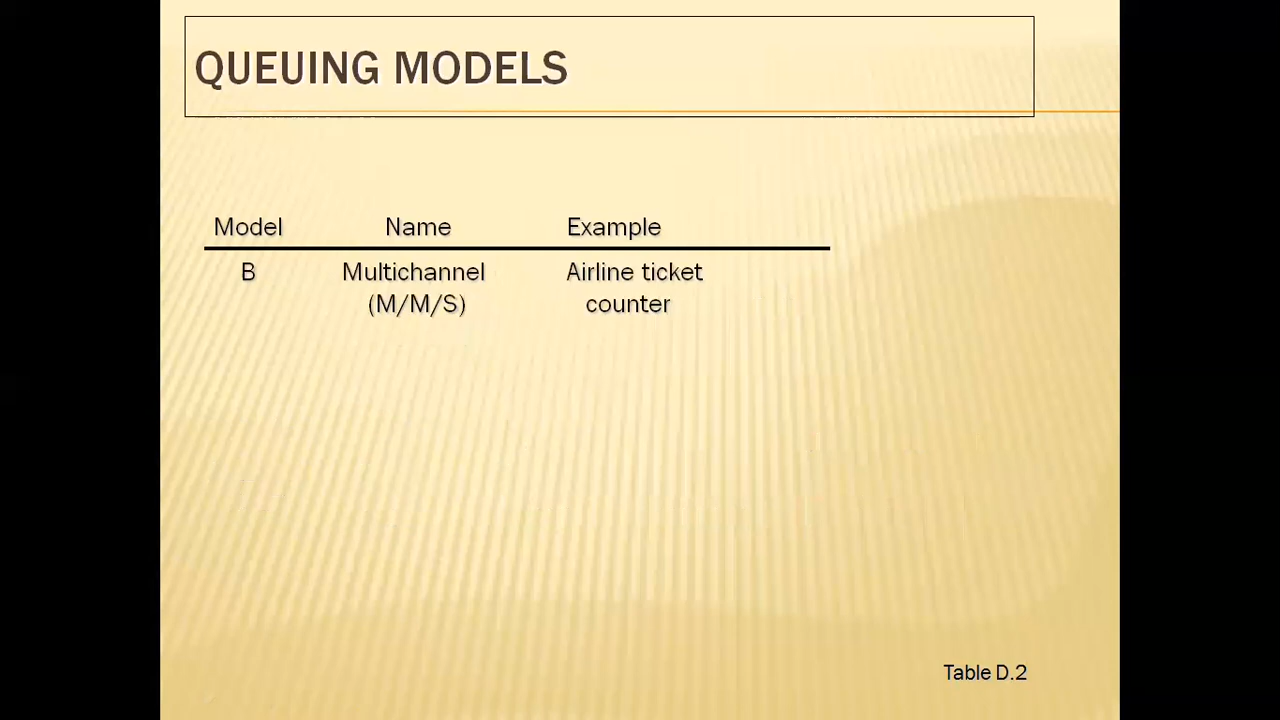 QUEUING MODELS
Model Name Example
B Multichannel Airline ticket
(M/M/S) counter
Table D.2